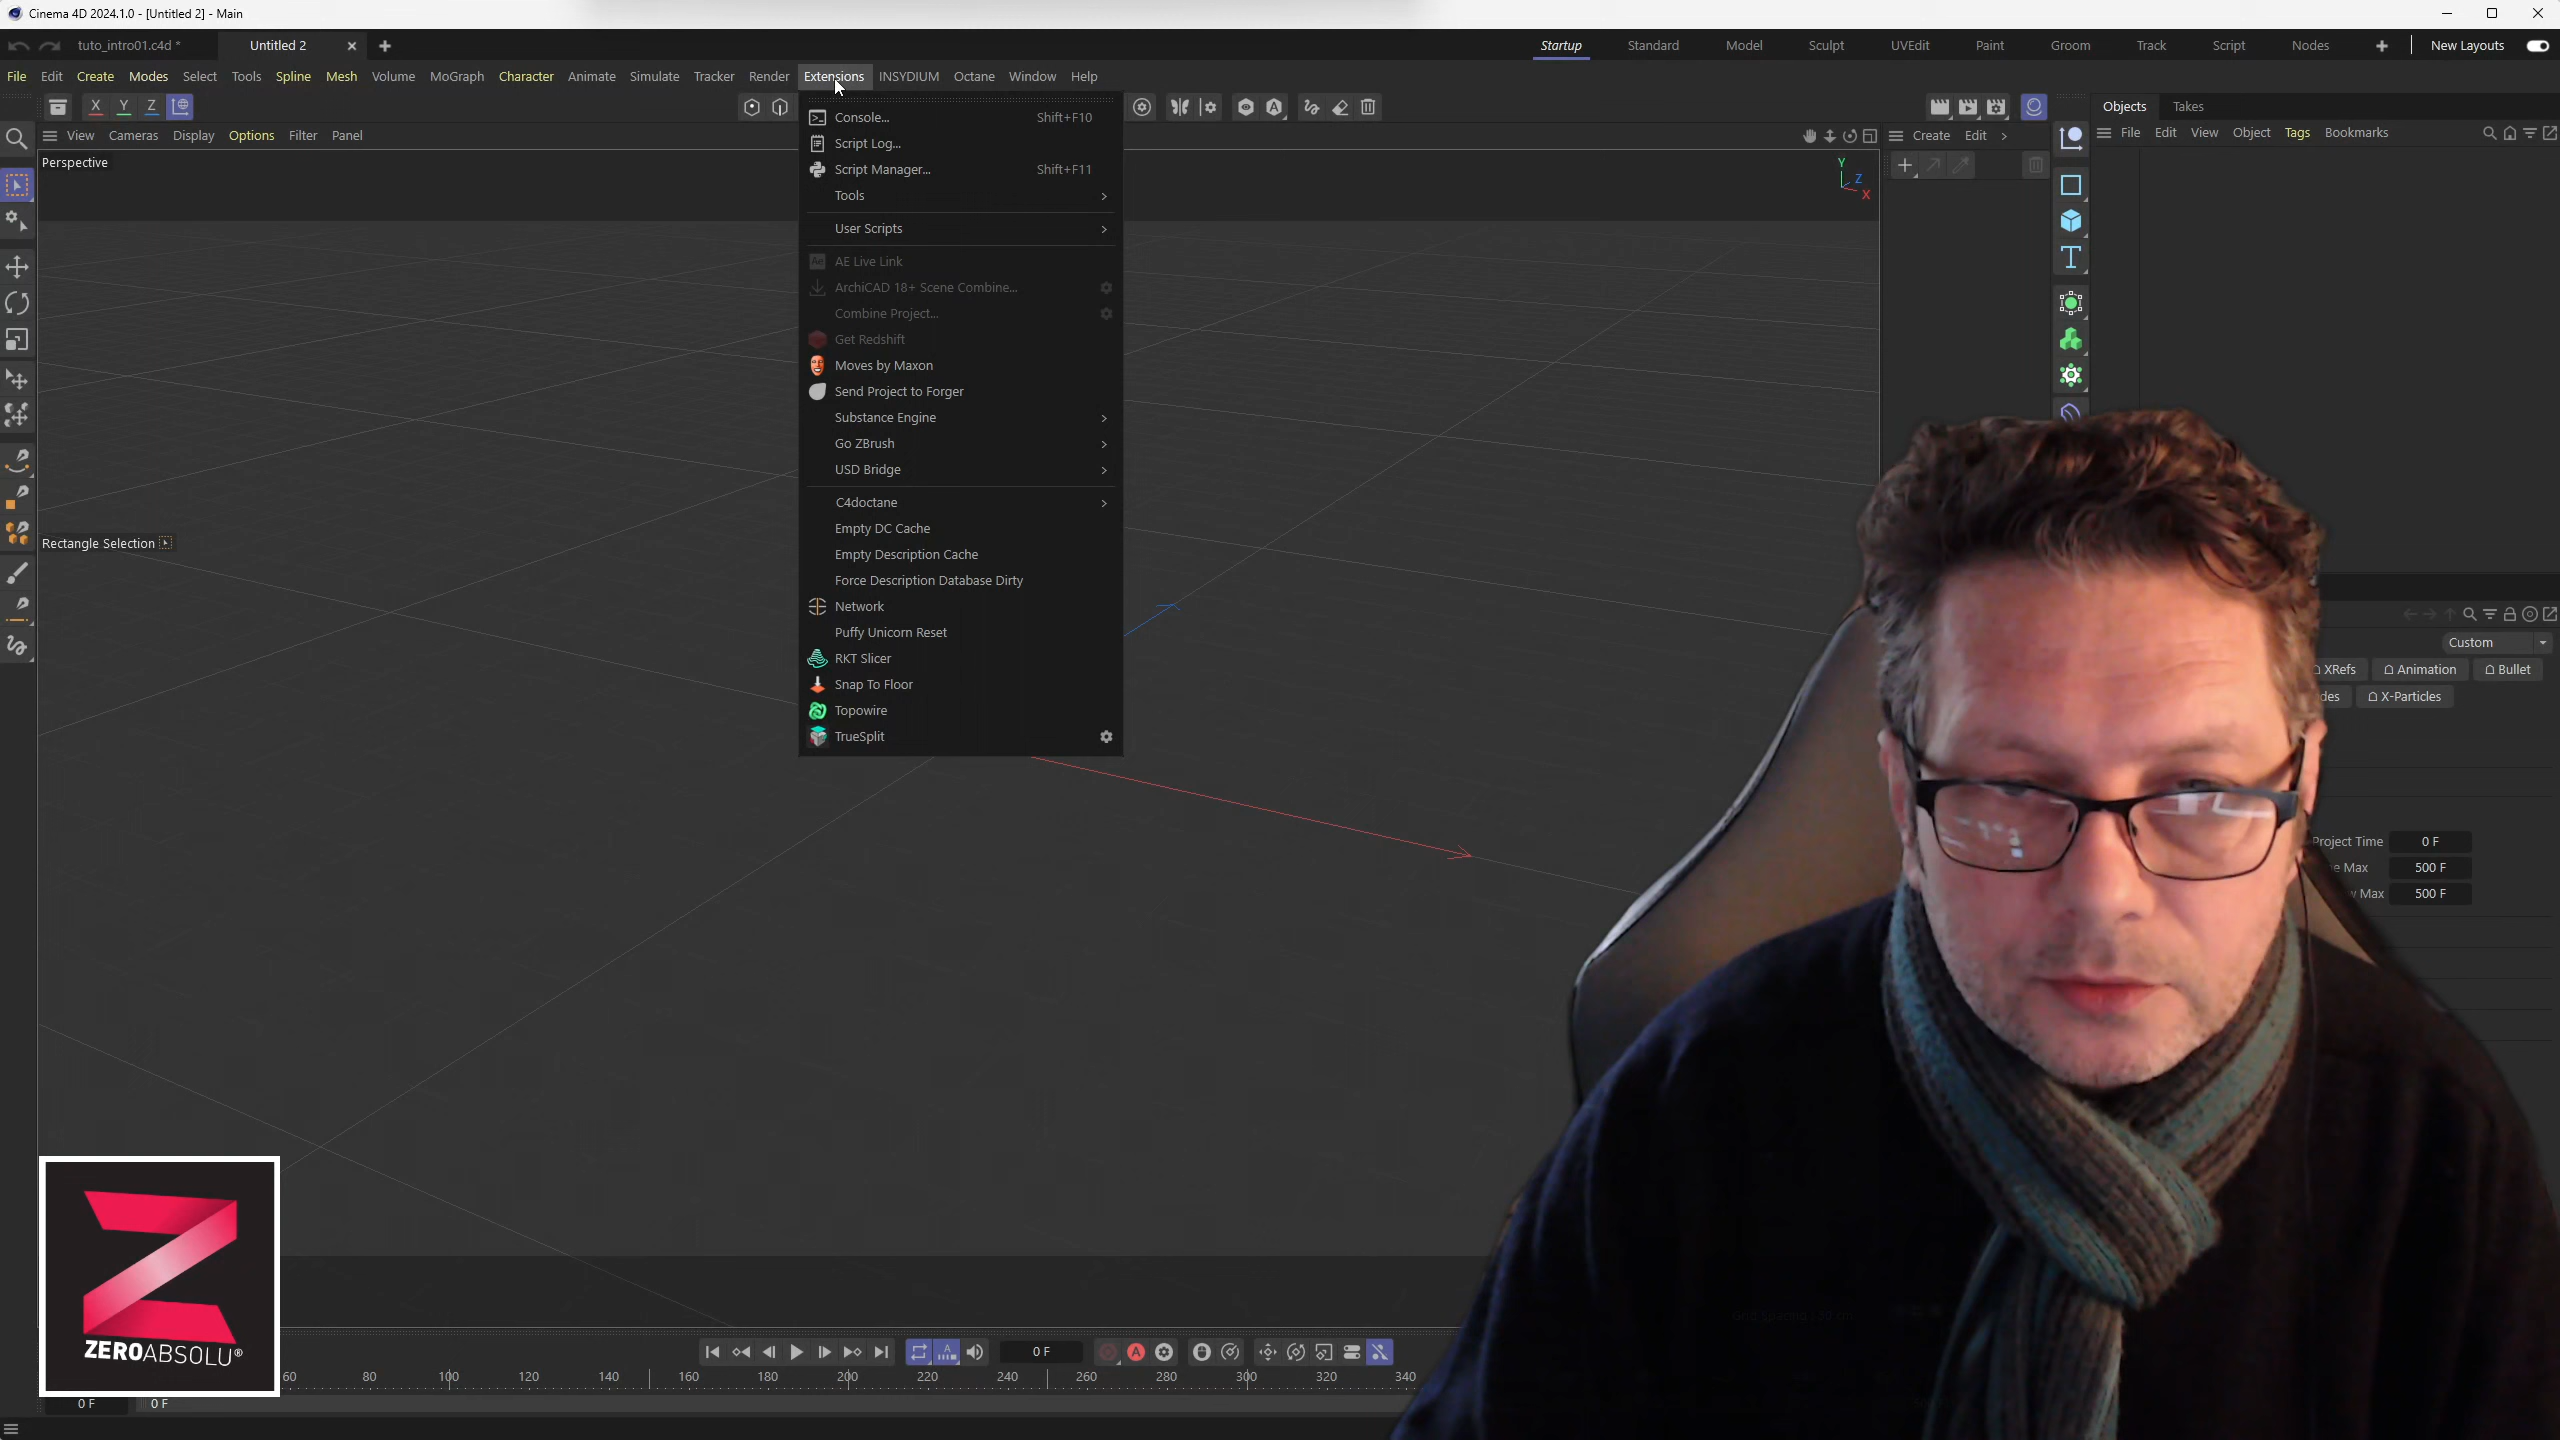 Cinema 4D 2024.1.0 - [Untitled 2] - Main
tuto_intro01.c4d * Untitled 2
Startup Standard Model Sculpt UVEdit Paint Groom Track Script Nodes New Layouts
File Edit Create Modes Select Tools Spline Mesh Volume MoGraph Character Animate Simulate Tracker Render Extensions INSYDIUM Octane Window Help
X Y Z
Objects Takes
View Cameras Display Options Filter Panel
Create Edit
File Edit View Object Tags Bookmarks
Perspective
Y
Z
X
Console... Shift+F10
Script Log...
Script Manager... Shift+F11
Tools
User Scripts
AE Live Link
ArchiCAD 18+ Scene Combine...
Combine Project...
Get Redshift
Moves by Maxon
Send Project to Forger
Substance Engine
Go ZBrush
USD Bridge
C4doctane
Empty DC Cache
Empty Description Cache
Force Description Database Dirty
Network
Puffy Unicorn Reset
RKT Slicer
Snap To Floor
Topowire
TrueSplit
Rectangle Selection
Custom
XRefs Animation Bullet
X-Particles
Project Time 0 F
Max 500 F
Max 500 F
ZEROABSOLU®
0 F
60 80 100 120 140 160 180 200 220 240 260 280 300 320 340
0 F 0 F